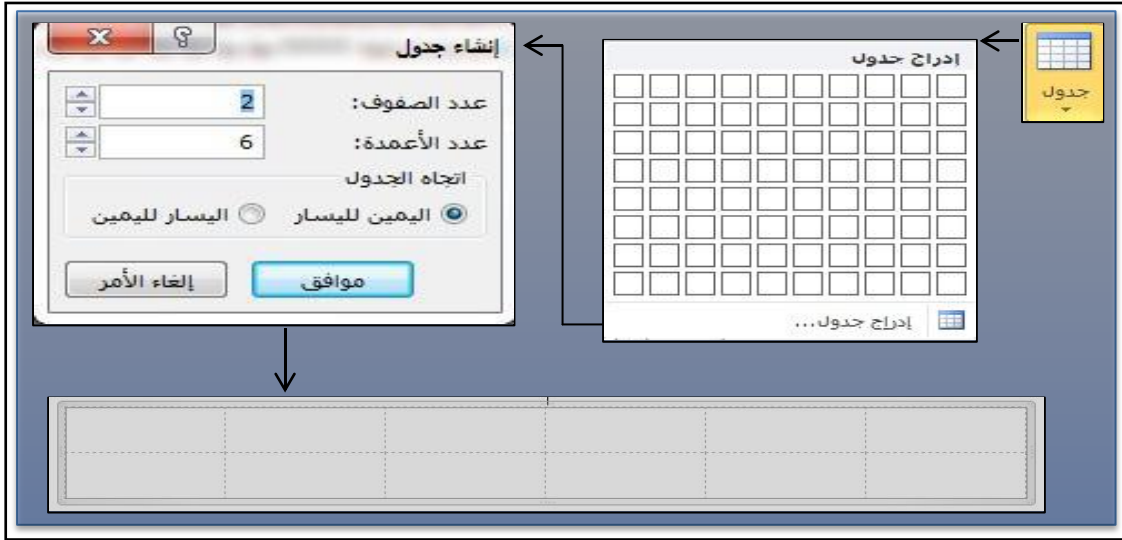 جدول
إدراج جدول
إدراج جدول...
إنشاء جدول
عدد الصفوف: 2
عدد الأعمدة: 6
اتجاه الجدول
اليمين لليسار
اليسار لليمين
موافق
إلغاء الأمر